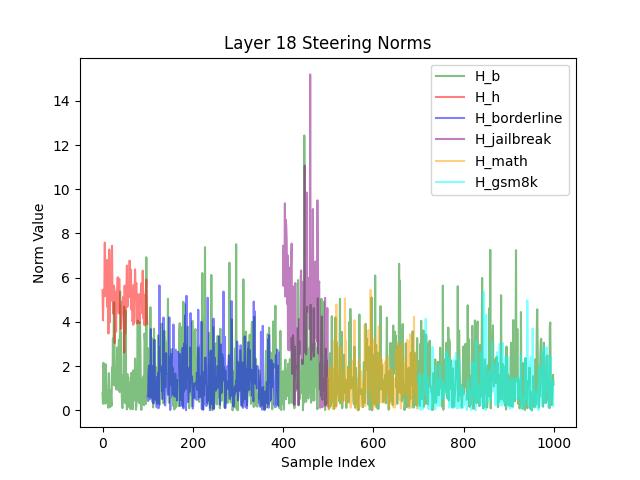 Layer 18 Steering Norms
H_b
H_h
H_borderline
H_jailbreak
H_math
H_gsm8k
Norm Value
14
12
10
8
6
4
2
0
0 200 400 600 800 1000
Sample Index